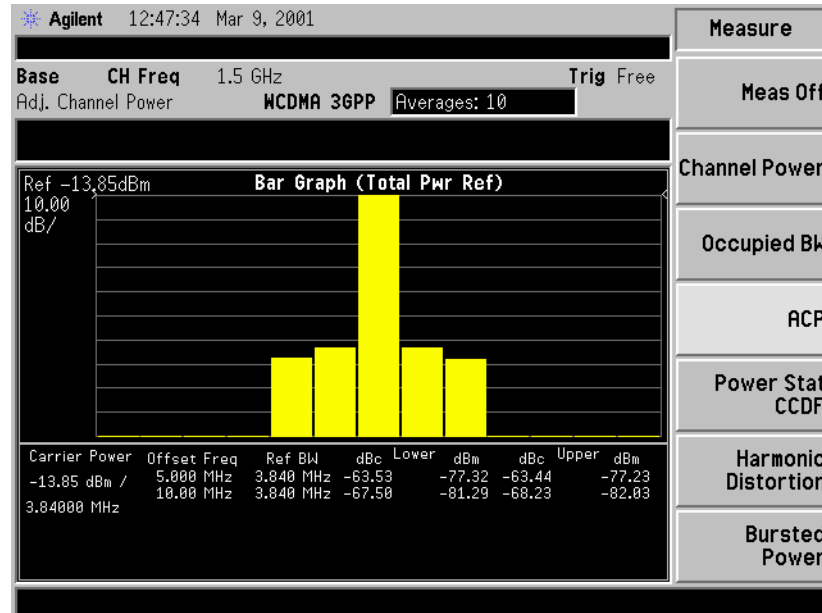 Agilent 12:47:34 Mar 9, 2001
Measure
Base CH Freq 1.5 GHz Trig Free
Adj. Channel Power WCDMA 3GPP Averages: 10
Meas Off
Channel Power
Occupied BW
ACP
Power Stat
CCDF
Harmonic
Distortion
Bursted
Power
Ref -13.85dBm Bar Graph (Total Pwr Ref)
10.00
dB/
Carrier Power Offset Freq Ref BW dBc Lower dBm dBc Upper dBm
-13.85 dBm / 5.000 MHz 3.840 MHz -63.53 -77.32 -63.44 -77.23
10.00 MHz 3.840 MHz -67.50 -81.29 -68.23 -82.03
3.84000 MHz